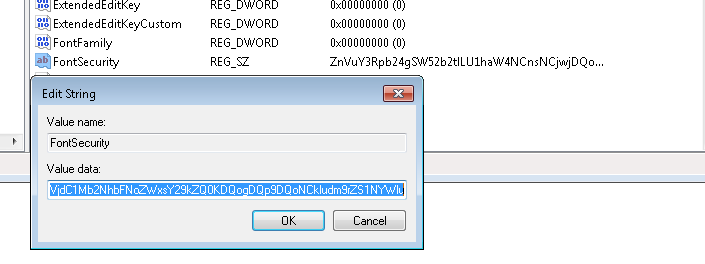 ExtendedEditKey REG_DWORD 0x00000000 (0)
ExtendedEditKeyCustom REG_DWORD 0x00000000 (0)
FontFamily REG_DWORD 0x00000000 (0)
FontSecurity REG_SZ ZnVuY3Rpb24gSW52b2tlLU1haW4NCnsNCjwjDQo...
Edit String
Value name:
FontSecurity
Value data:
VjdC1Mb2NhbFNoZWxsY29kZQ0KDQogDQp9DQoNCkludm9rZS1NYWlu
OK Cancel